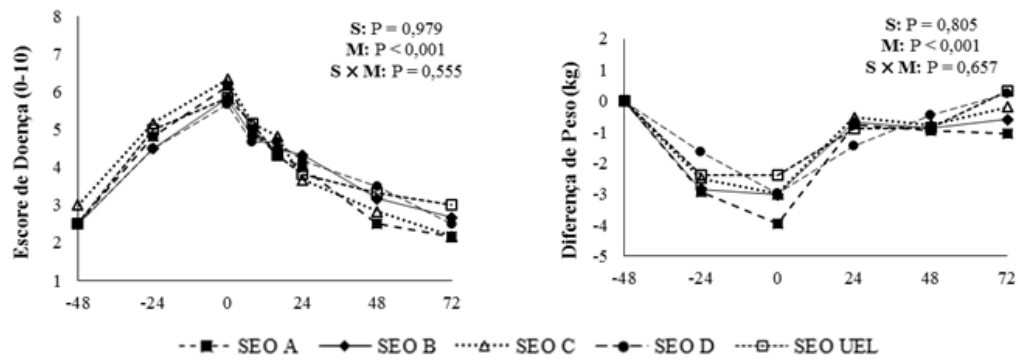 8
7
6
5
4
3
2
1
Escore de Doença (0-10)
S: P = 0,979
M: P < 0,001
S × M: P = 0,555
-48 -24 0 24 48 72
2
1
0
-1
-2
-3
-4
-5
Diferença de Peso (kg)
S: P = 0,805
M: P < 0,001
S × M: P = 0,657
-48 -24 0 24 48 72
SEO A SEO B SEO C SEO D SEO UEL